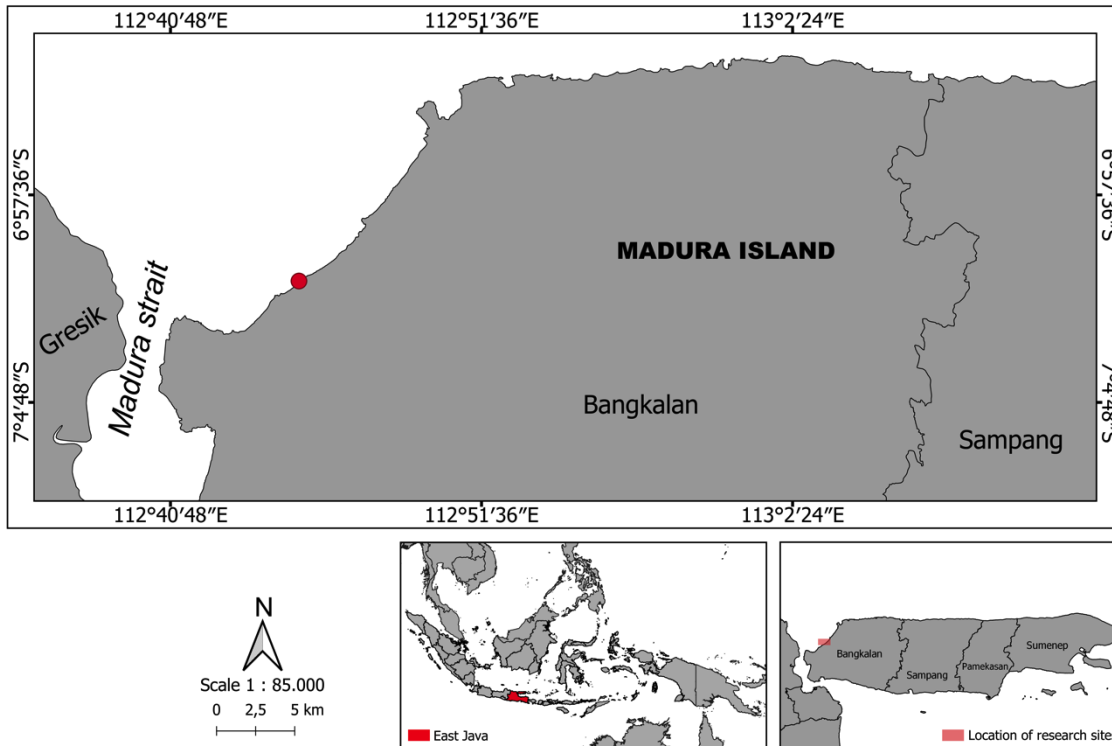 112°40'48"E 112°51'36"E 113°2'24"E
6°57'36"S
6°57'36"S
MADURA ISLAND
Gresik
Madura strait
7°4'48"S
7°4'48"S
Bangkalan
Sampang
112°40'48"E 112°51'36"E 113°2'24"E
N
Scale 1 : 85.000
0 2,5 5 km
East Java
Bangkalan
Sampang
Pamekasan
Sumenep
Location of research site